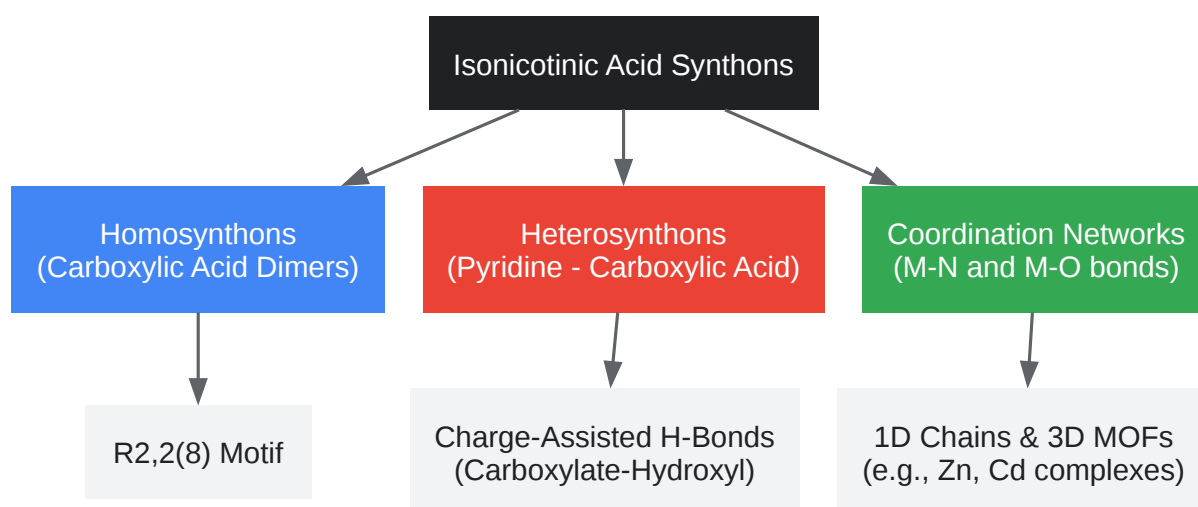 Isonicotinic Acid Synthons
Homosynthons
(Carboxylic Acid Dimers)
Heterosynthons
(Pyridine - Carboxylic Acid)
Coordination Networks
(M-N and M-O bonds)
R2,2(8) Motif
Charge-Assisted H-Bonds
(Carboxylate-Hydroxyl)
1D Chains & 3D MOFs
(e.g., Zn, Cd complexes)